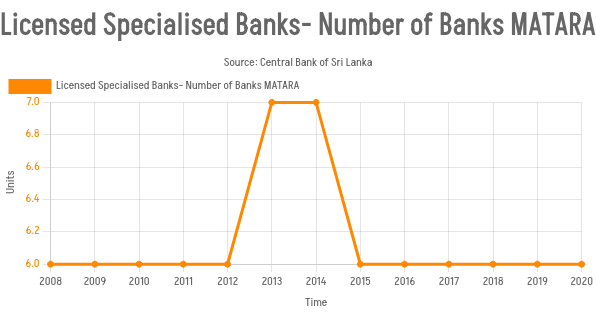 Licensed Specialised Banks- Number of Banks MATARA
Source: Central Bank of Sri Lanka
Licensed Specialised Banks- Number of Banks MATARA
7.0
6.8
6.6
6.4
6.2
6.0
Units
2008 2009 2010 2011 2012 2013 2014 2015 2016 2017 2018 2019 2020
Time